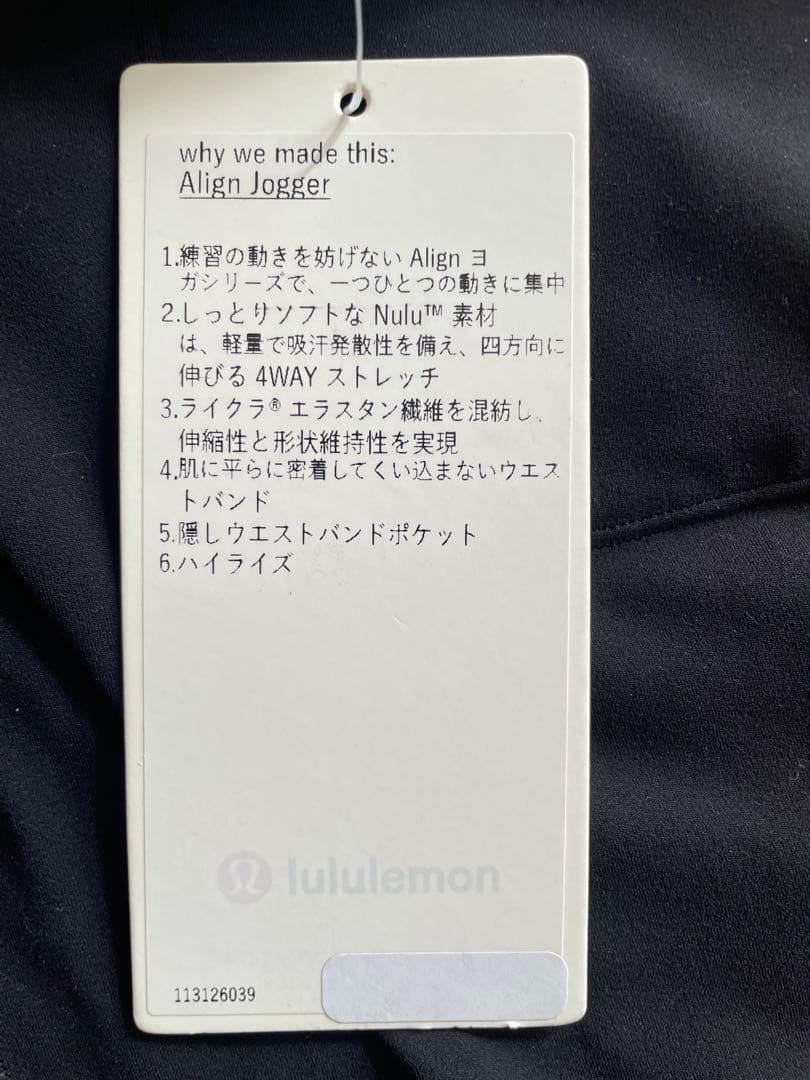 why we made this:
Align Jogger
1.練習の動きを妨げない Align ヨ
ガシリーズで、一つひとつの動きに集中
2.しっとりソフトな Nulu™ 素材
は、軽量で吸汗発散性を備え、四方向に
伸びる 4WAY ストレッチ
3.ライクラ® エラスタン繊維を混紡し、
伸縮性と形状維持性を実現
4.肌に平らに密着してくい込まないウエス
トバンド
5.隠しウエストバンドポケット
6.ハイライズ
lululemon
113126039